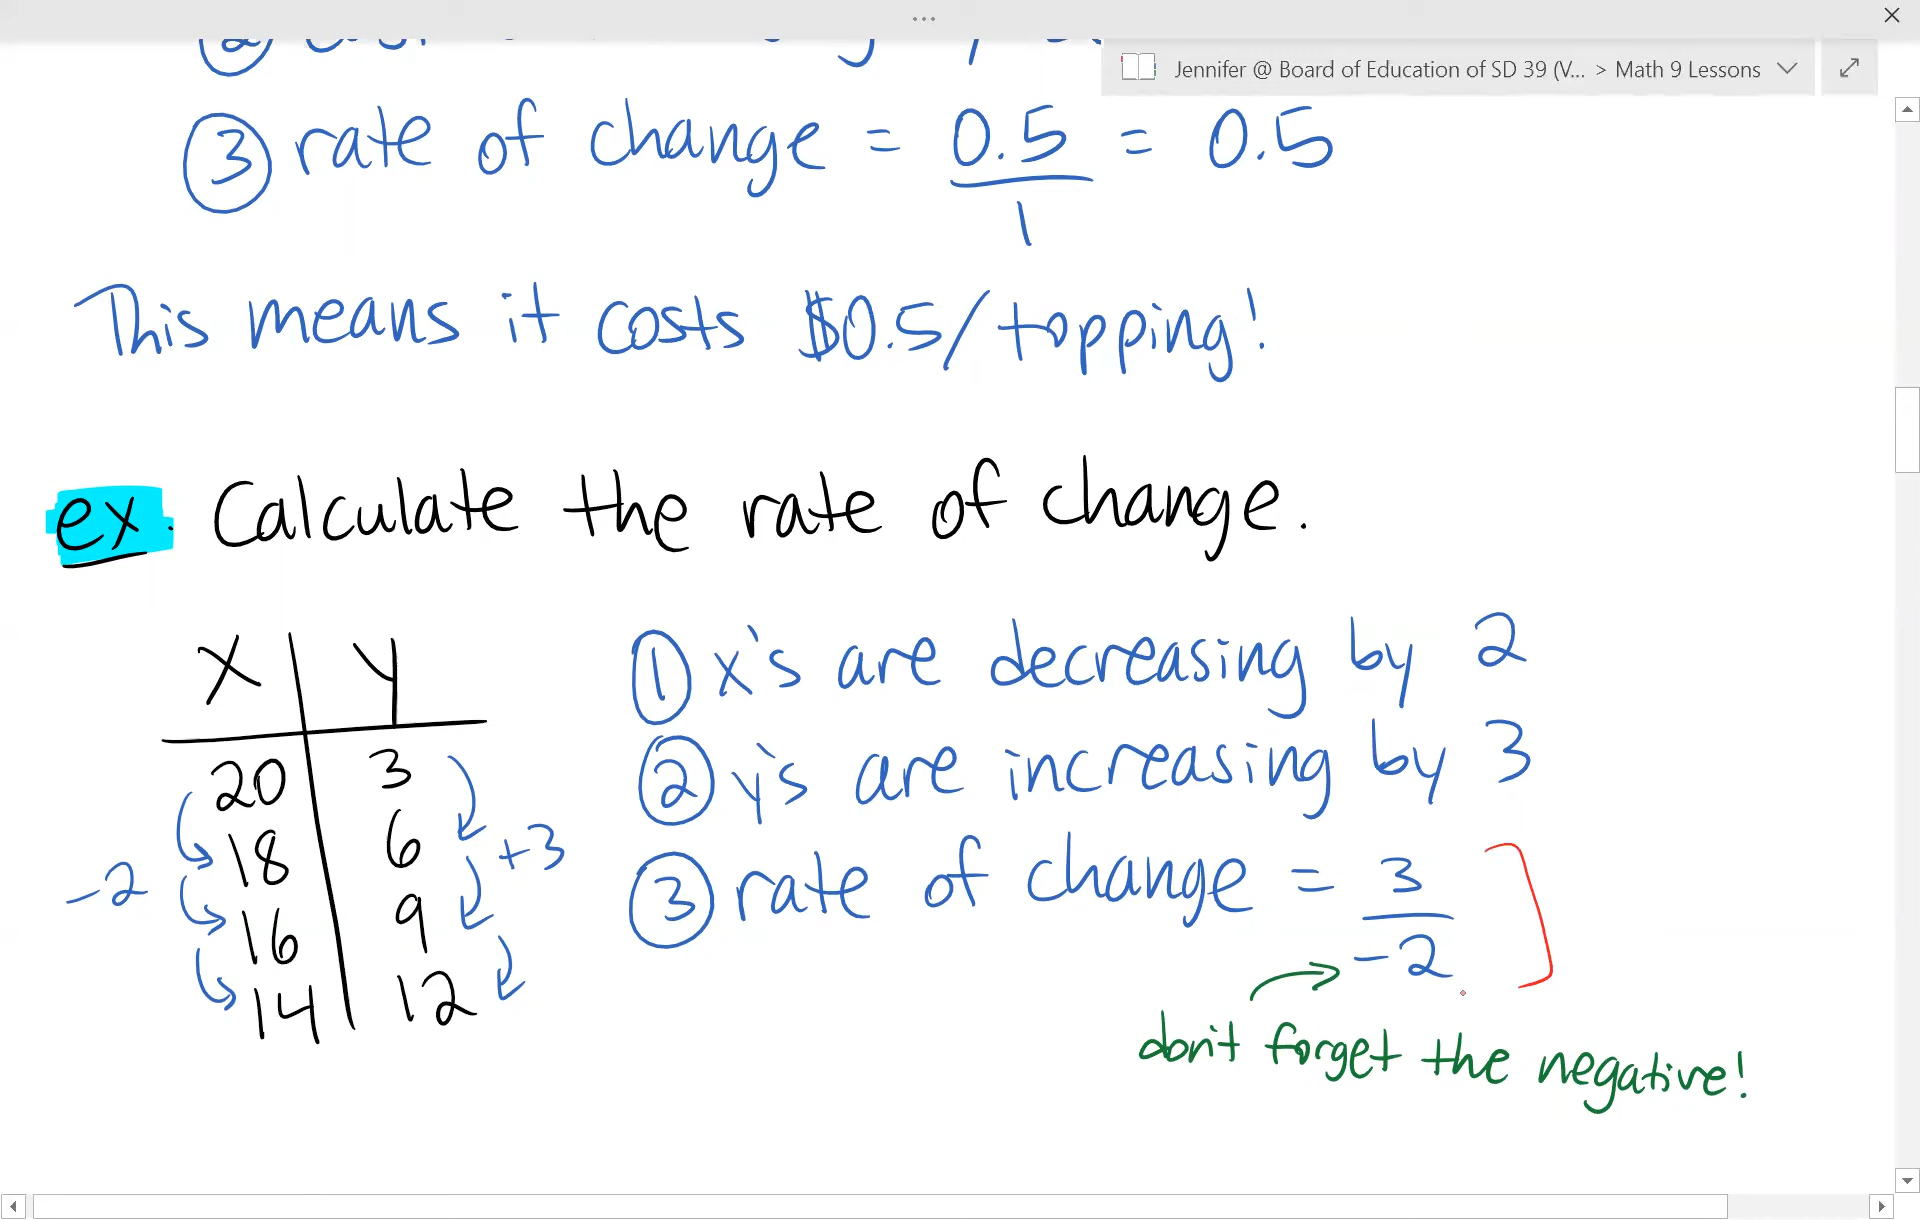 Jennifer @ Board of Education of SD 39 (V... > Math 9 Lessons
③ rate of change = 0.5/1 = 0.5
This means it costs $0.5/topping!
ex. Calculate the rate of change.
X | Y
20 | 3
18 | 6
16 | 9
14 | 12
-2
+3
① x's are decreasing by 2
② y's are increasing by 3
③ rate of change = 3/-2
don't forget the negative!